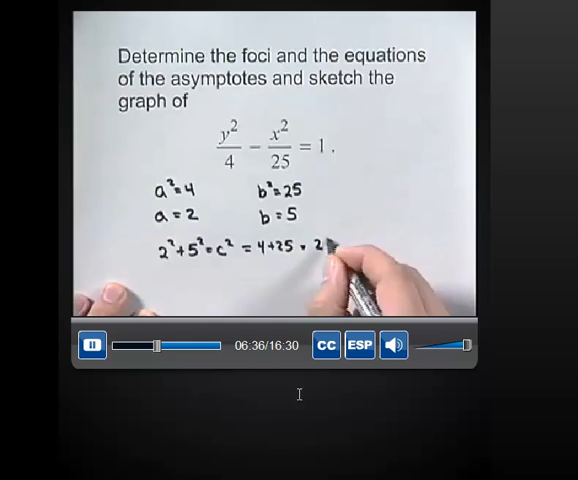 Determine the foci and the equations
of the asymptotes and sketch the
graph of
y²/4 − x²/25 = 1 .
a² = 4 b² = 25
a = 2 b = 5
2² + 5² = c² = 4+25 = 2
06:36/16:30 CC ESP